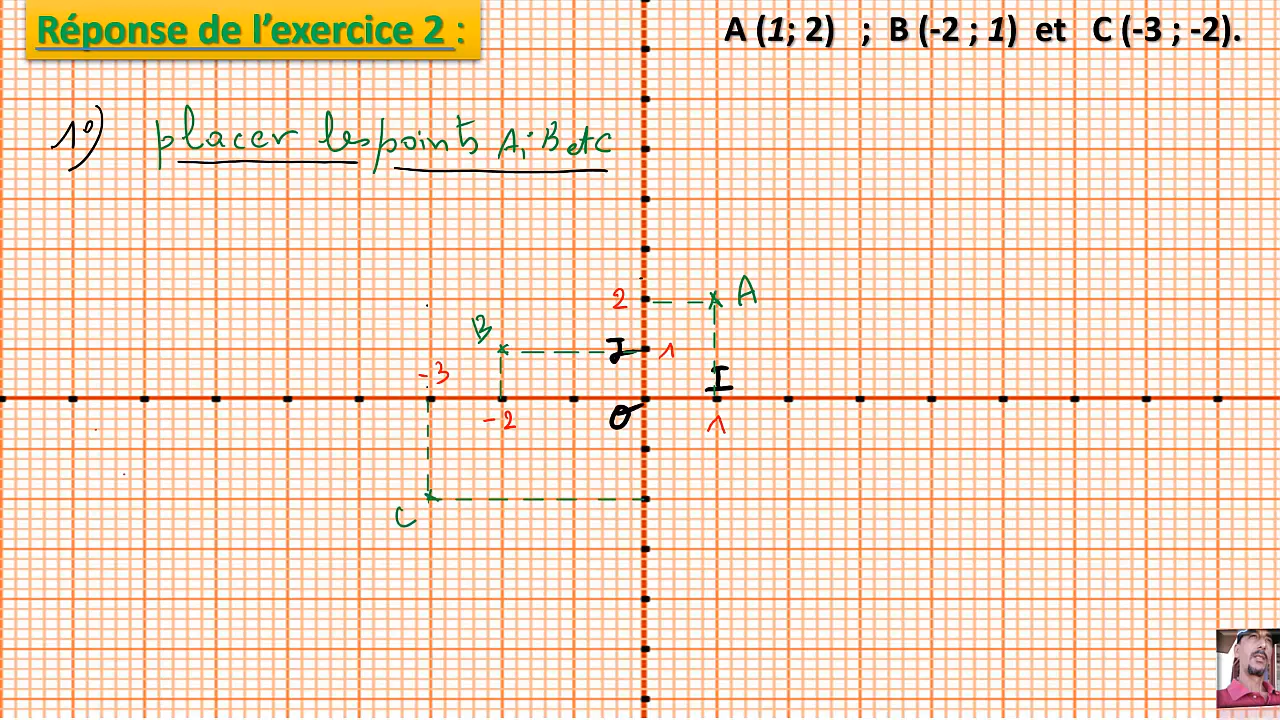 Réponse de l'exercice 2 :
A (1; 2) ; B (-2 ; 1) et C (-3 ; -2).
1°) placer les points A; B et C
2 A
B J 1
-3 I
-2 O 1
C